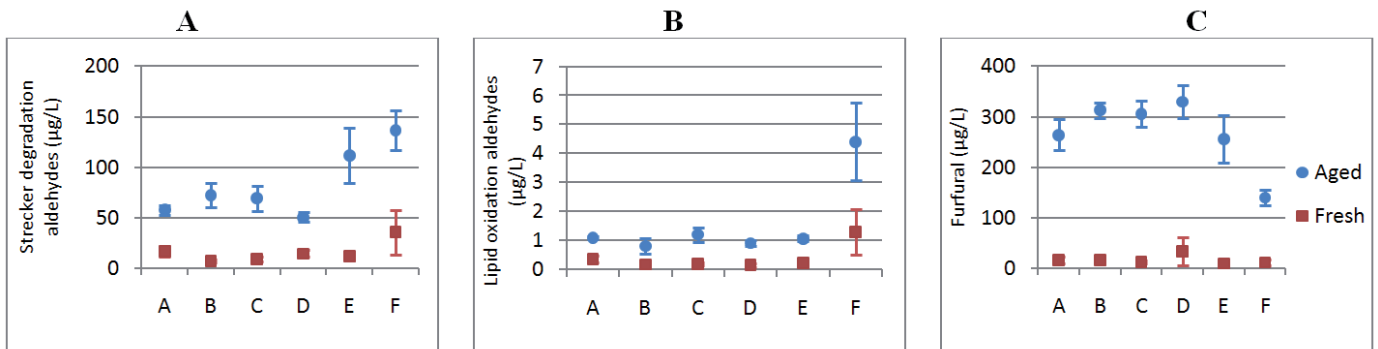 A
B
C
Strecker degradation
aldehydes (µg/L)
200
150
100
50
0
A B C D E F
Lipid oxidation aldehydes
(µg/L)
7
6
5
4
3
2
1
0
A B C D E F
Furfural (µg/L)
400
300
200
100
0
A B C D E F
Aged
Fresh